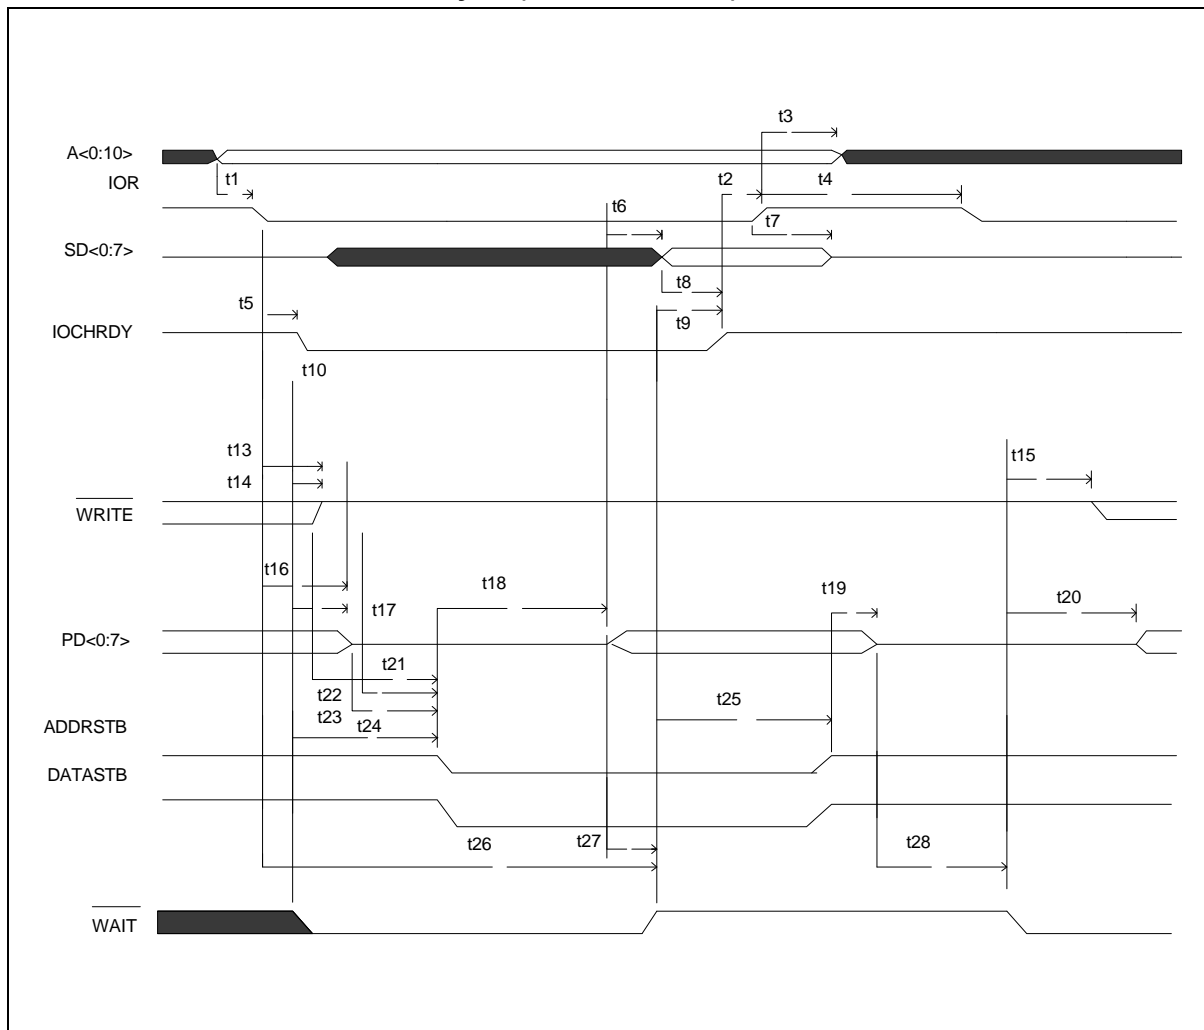 t3
A<0:10>
IOR
t1
t2
t4
t6
t7
SD<0:7>
t8
t5
t9
IOCHRDY
t10
t13
t14
t15
WRITE
t16
t17
t18
t19
t20
PD<0:7>
t21
t22
t23
t24
t25
ADDRSTB
DATASTB
t26
t27
t28
WAIT